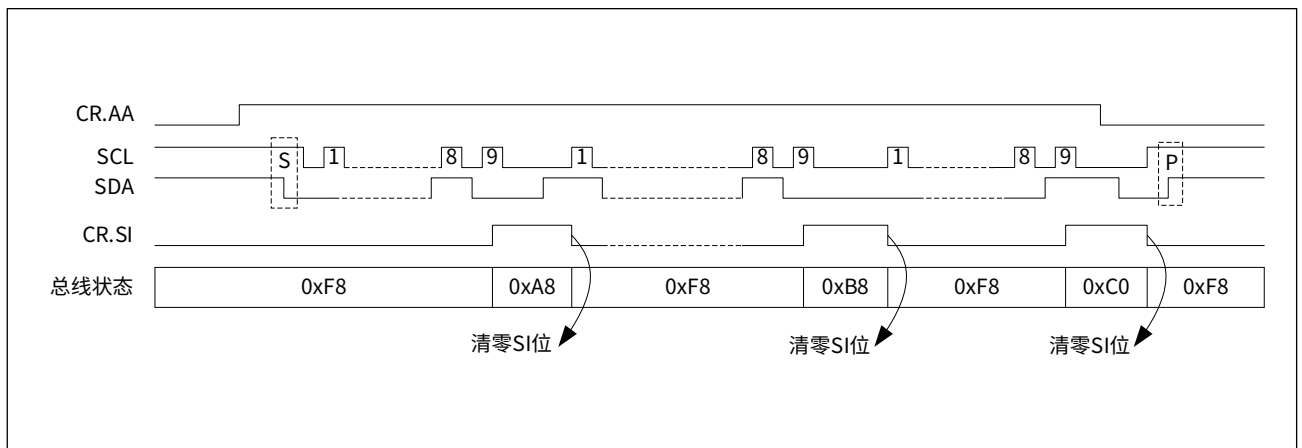 CR.AA
SCL S 1 8 9 1 8 9 1 8 9 P
SDA
CR.SI
总线状态 0xF8 0xA8 0xF8 0xB8 0xF8 0xC0 0xF8
清零SI位 清零SI位 清零SI位